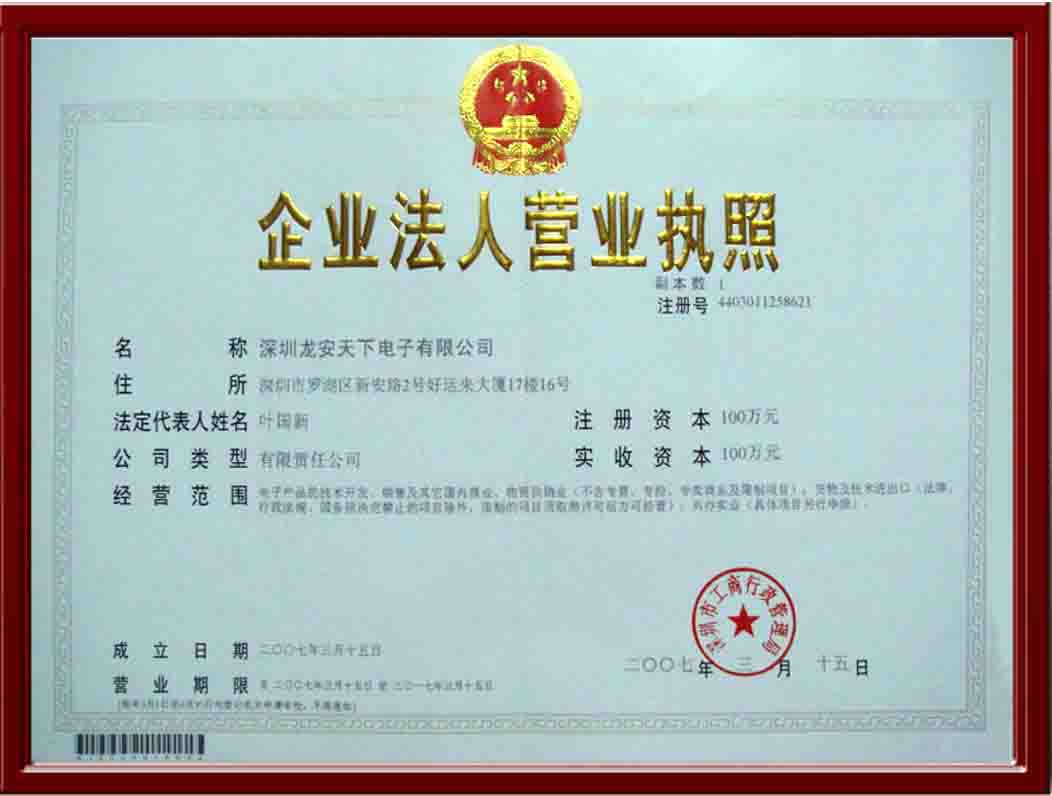 企业法人营业执照
副本数 1
注册号 4403011258621
名称 深圳龙安天下电子有限公司
住所 深圳市罗湖区新安路2号好运来大厦17楼16号
法定代表人姓名 叶国新 注册资本 100万元
公司类型 有限责任公司 实收资本 100万元
经营范围 电子产品的技术开发、销售及其它国内商业、物资供销业（不含专营、专控、专卖商品及限制项目）；货物及技术进出口（法律、
行政法规、国务院决定禁止的项目除外，限制的项目须取得许可后方可经营）；兴办实业（具体项目另行申报）。
深圳市工商行政管理局
成立日期 二〇〇七年三月十五日
二〇〇七年 三 月 十五日
营业期限 自二〇〇七年三月十五日 至 二〇一七年三月十五日